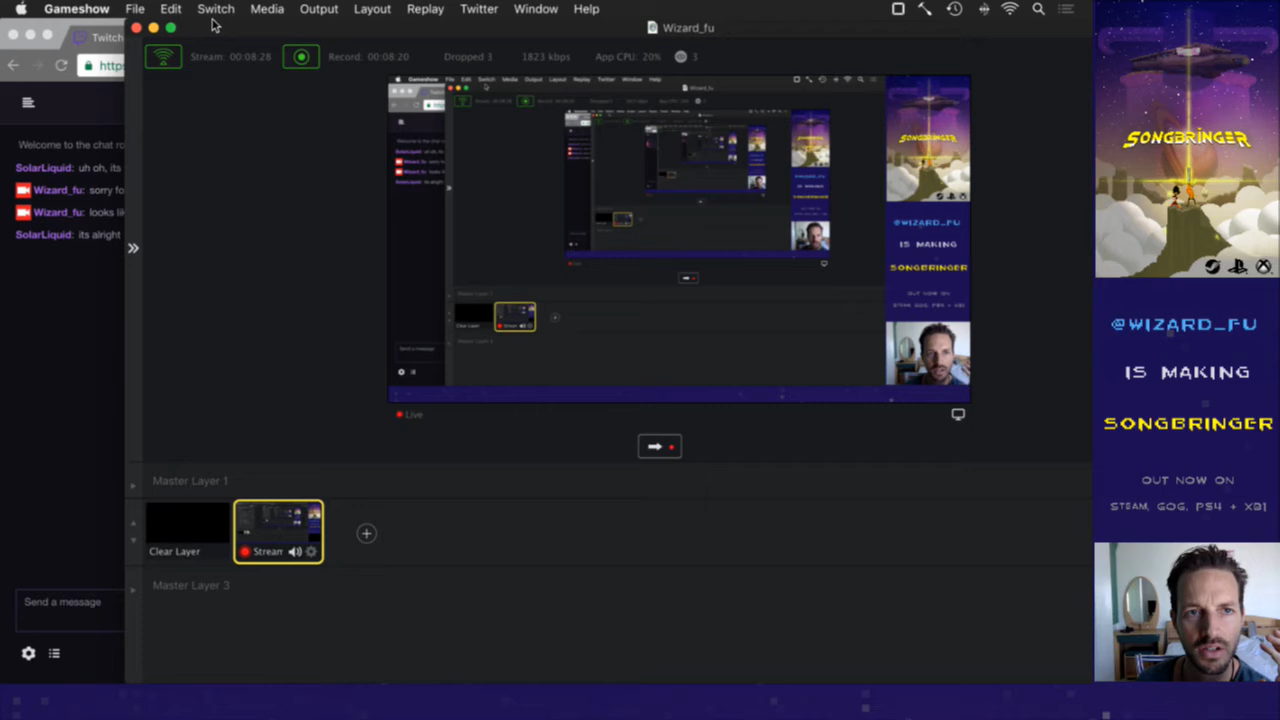 Gameshow File Edit Switch Media Output Layout Replay Twitter Window Help
Wizard_fu
Twitch
https
Stream: 00:08:28 Record: 00:08:20 Dropped 3 1823 kbps App CPU: 20% 3
Welcome to the chat ro
SolarLiquid: uh oh, its
Wizard_fu: sorry fo
Wizard_fu: looks lik
SolarLiquid: its alright
Live
Master Layer 1
Clear Layer
Stream
Master Layer 3
Send a message
SONGBRINGER
@WIZARD_FU
IS MAKING
SONGBRINGER
OUT NOW ON
STEAM, GOG, PS4 + XB1